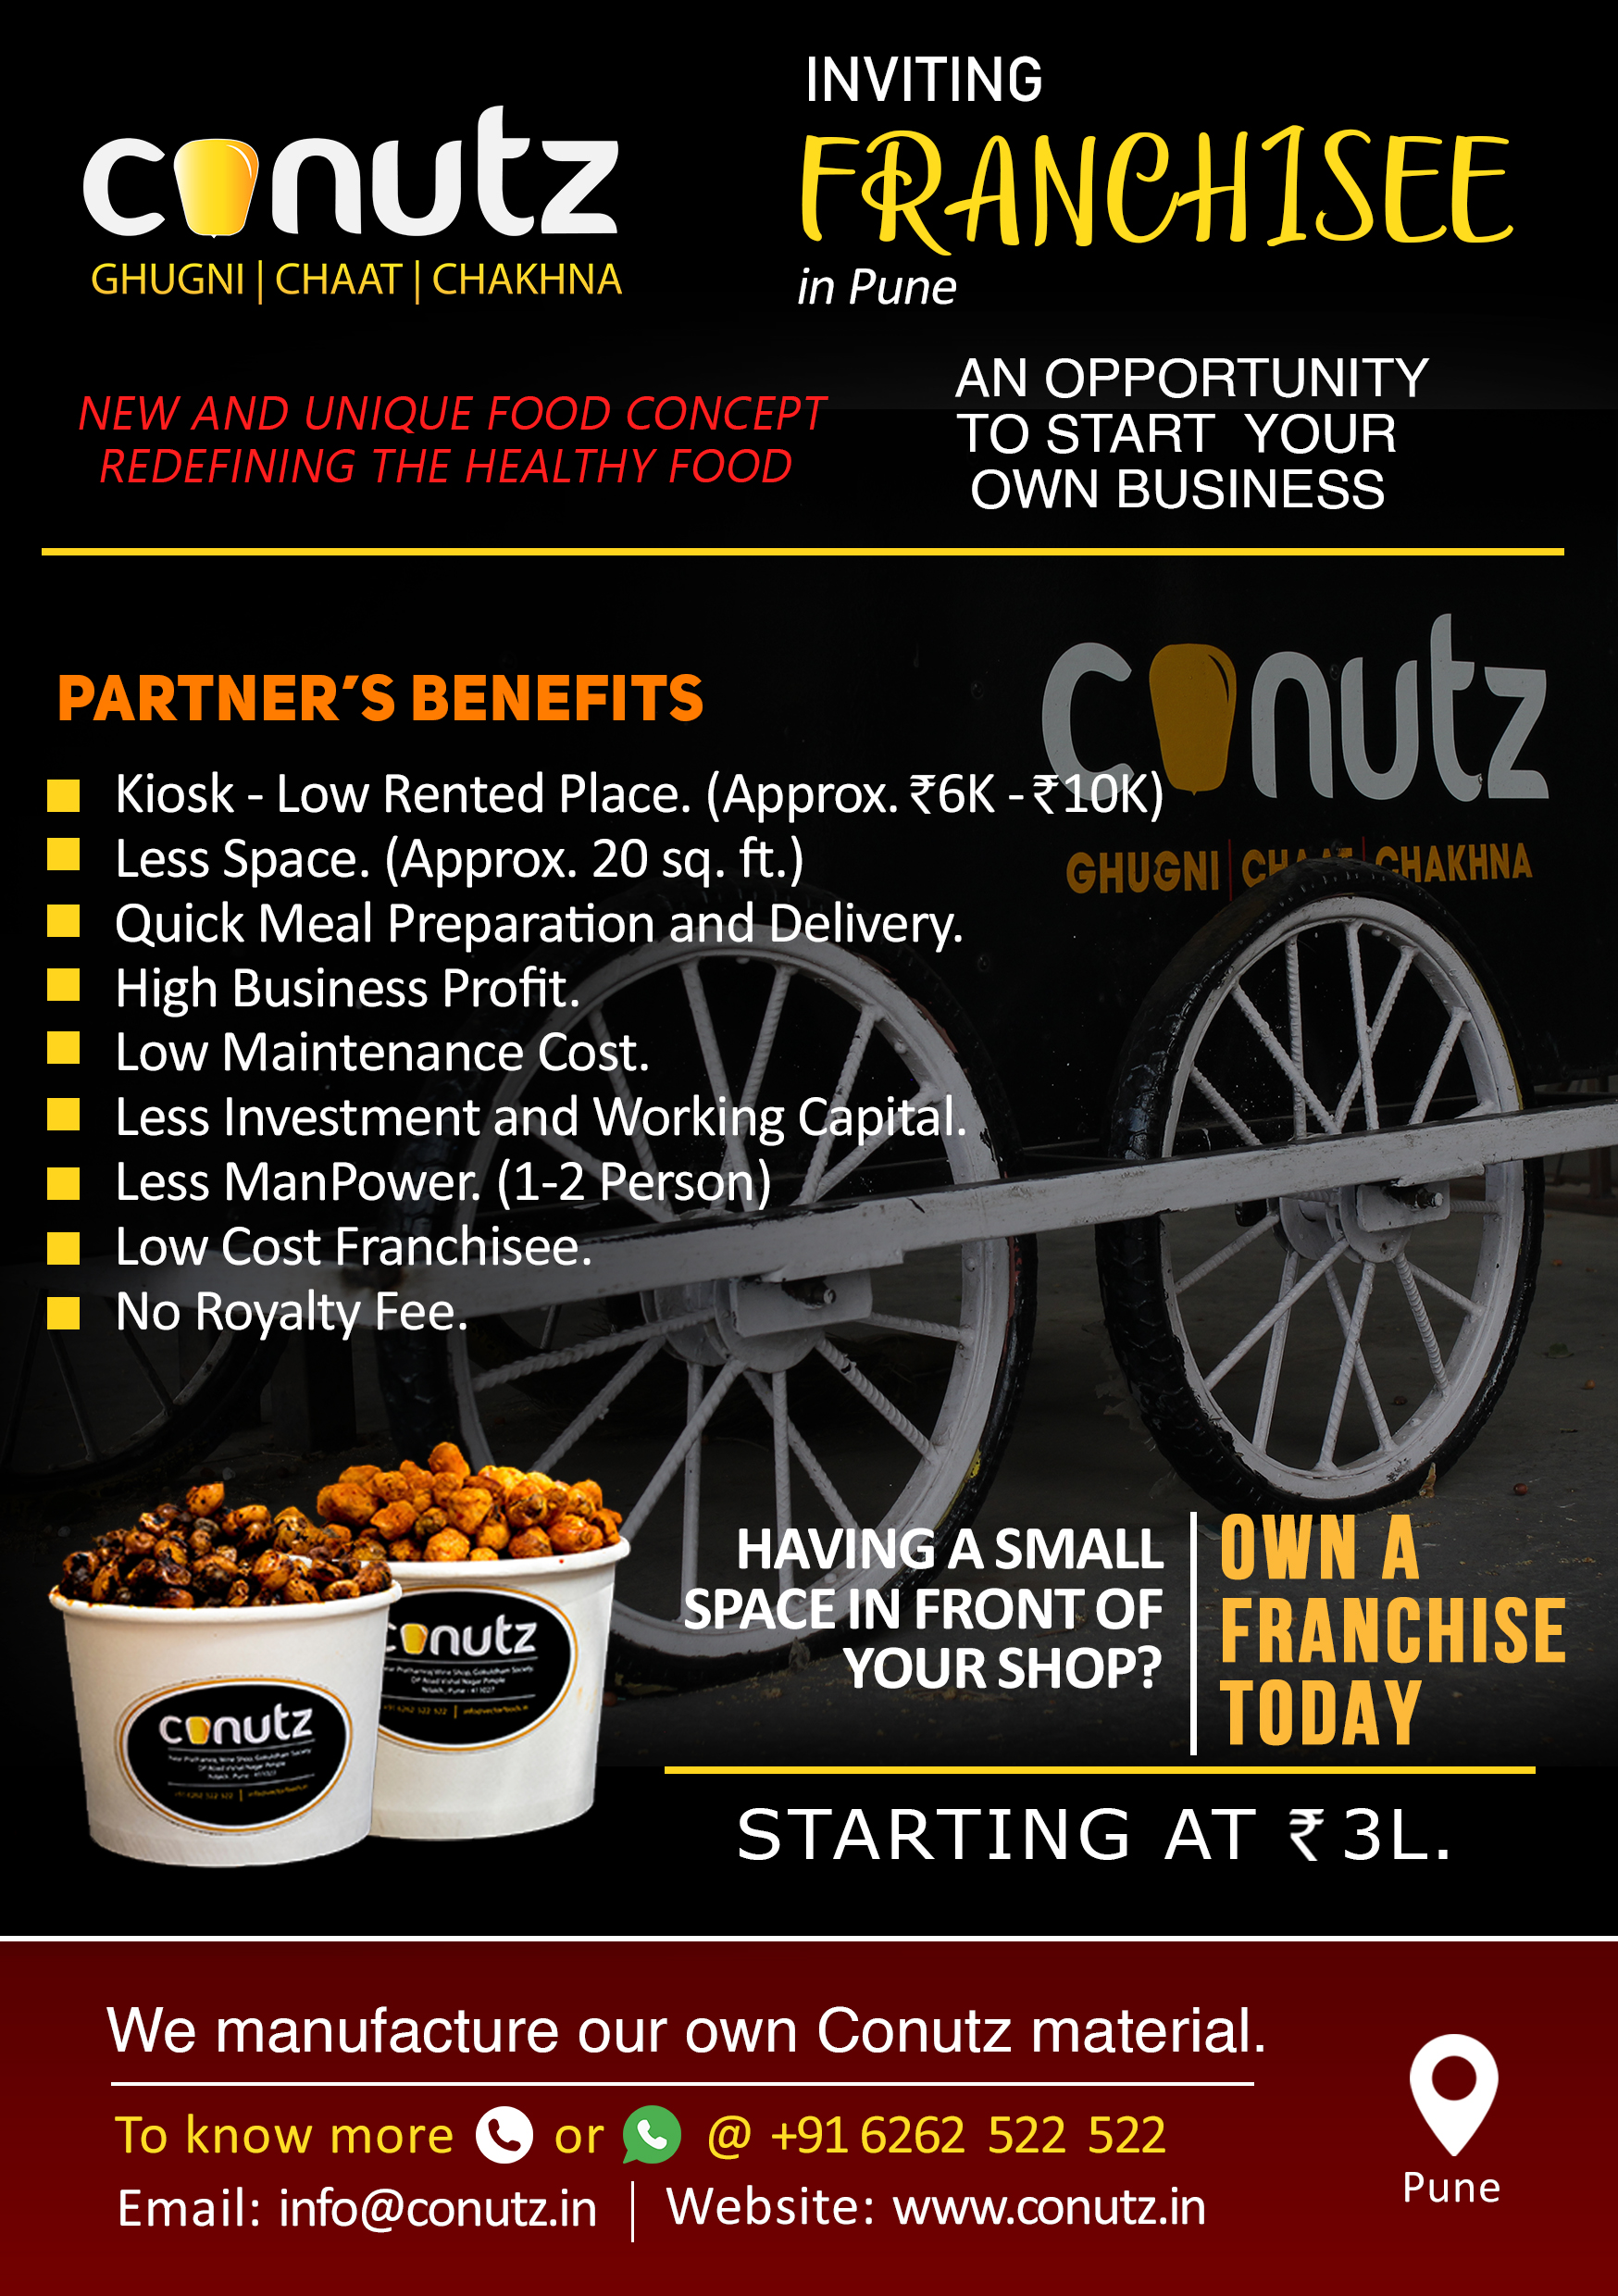 conutz
GHUGNI | CHAAT | CHAKHNA
INVITING
FRANCHISEE
in Pune
NEW AND UNIQUE FOOD CONCEPT
REDEFINING THE HEALTHY FOOD
AN OPPORTUNITY
TO START YOUR
OWN BUSINESS
conutz
GHUGNI | CHAAT | CHAKHNA
PARTNER'S BENEFITS
Kiosk - Low Rented Place. (Approx. ₹6K - ₹10K)
Less Space. (Approx. 20 sq. ft.)
Quick Meal Preparation and Delivery.
High Business Profit.
Low Maintenance Cost.
Less Investment and Working Capital.
Less ManPower. (1-2 Person)
Low Cost Franchisee.
No Royalty Fee.
conutz
conutz
HAVING A SMALL
SPACE IN FRONT OF
YOUR SHOP?
OWN A
FRANCHISE
TODAY
STARTING AT ₹ 3L.
We manufacture our own Conutz material.
To know more or @ +91 6262 522 522
Email: info@conutz.in | Website: www.conutz.in
Pune